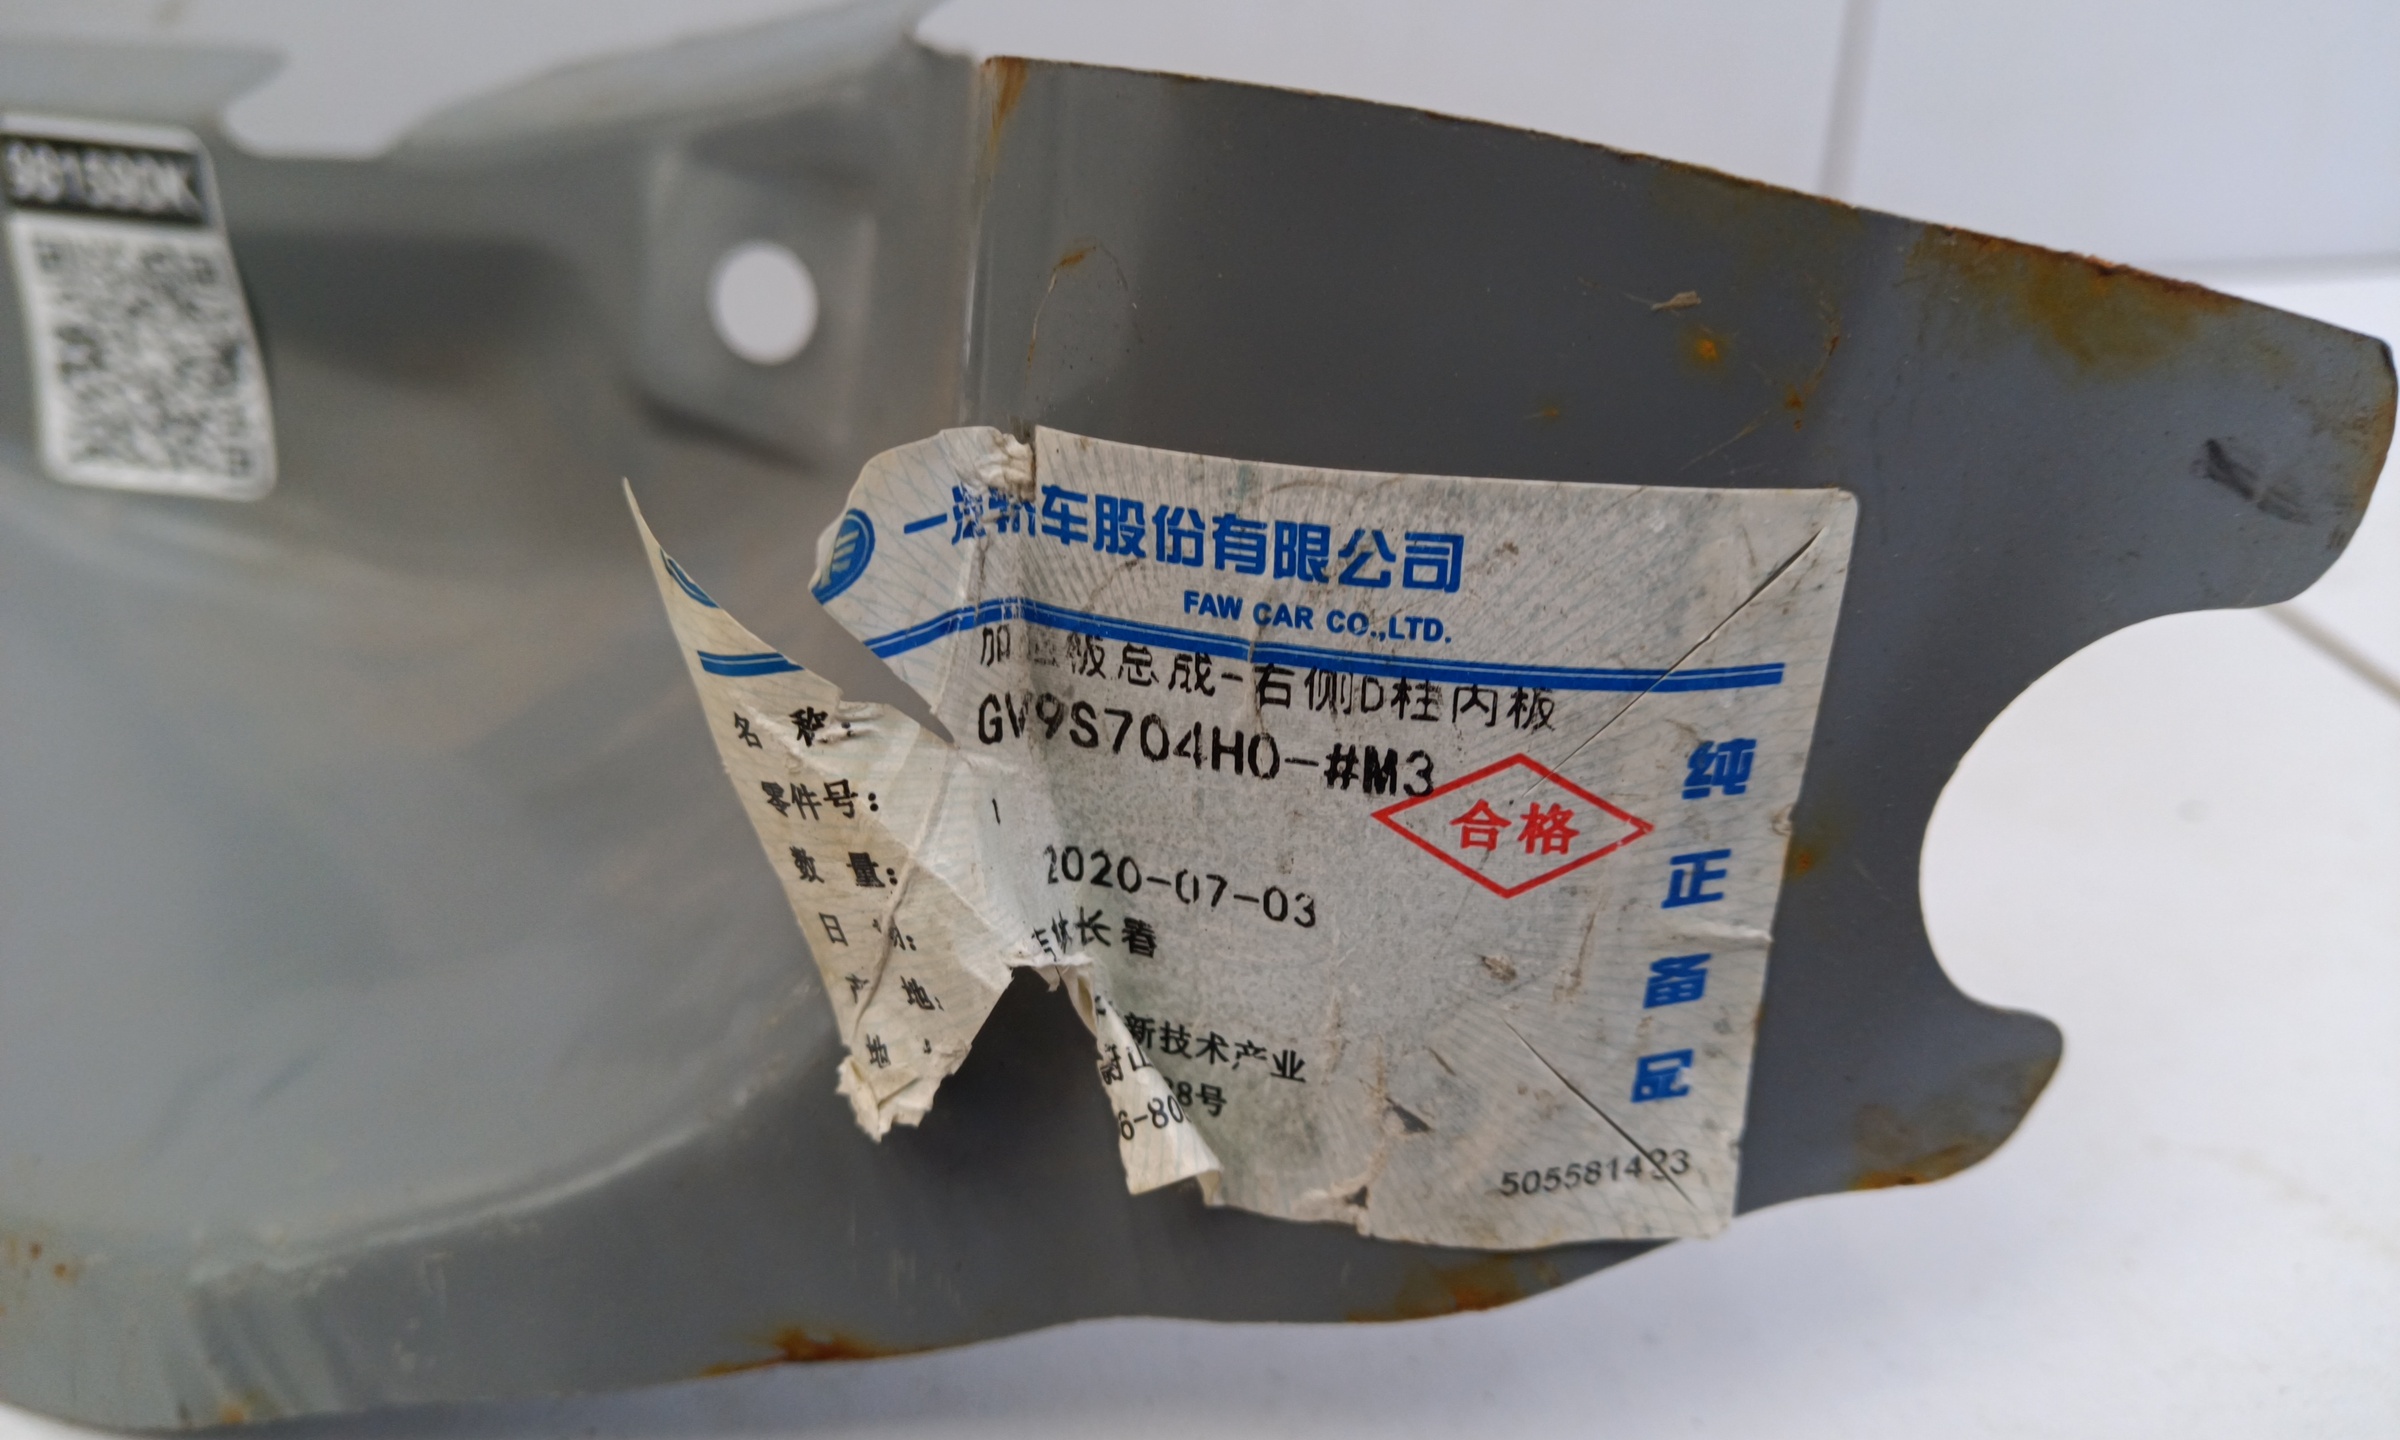 一汽轿车股份有限公司
FAW CAR CO.,LTD.
名 称: 加 板总成-右侧D柱内板
零件号: GV9S704H0-#M3
数 量: 1
日 期: 2020-07-03
产 地: 吉林长春
地 :
新技术产业
8号
6-80
合格
纯正备品
505581423